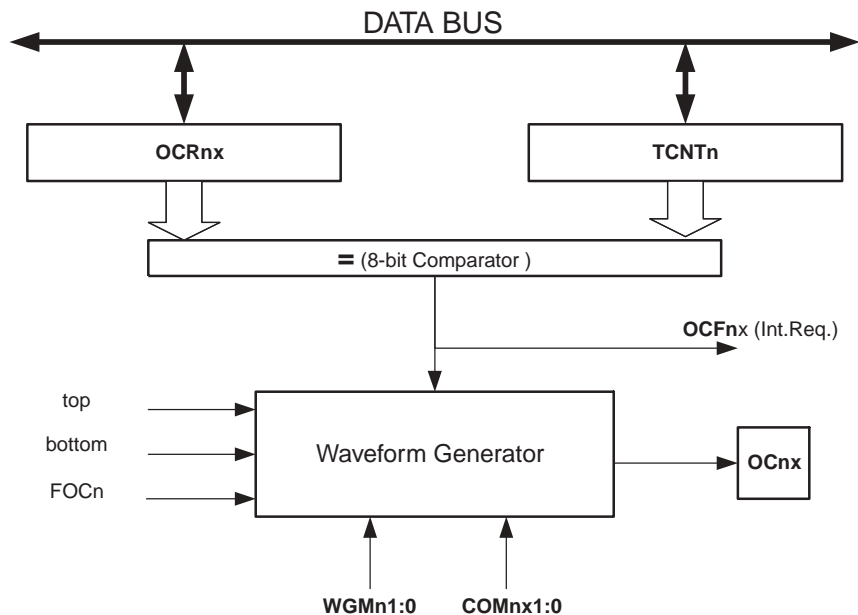 DATA BUS
OCRnx
TCNTn
= (8-bit Comparator )
OCFnx (Int.Req.)
top
bottom
FOCn
Waveform Generator
OCnx
WGMn1:0
COMnx1:0